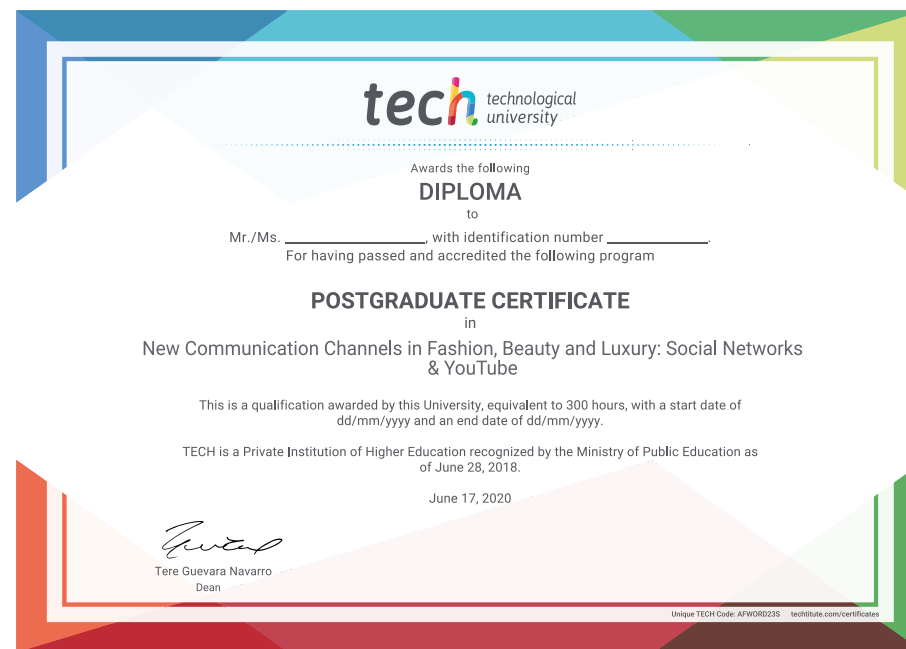 tech technological
university
Awards the following
DIPLOMA
to
Mr./Ms. ____________________, with identification number ______________.
For having passed and accredited the following program
POSTGRADUATE CERTIFICATE
in
New Communication Channels in Fashion, Beauty and Luxury: Social Networks
& YouTube
This is a qualification awarded by this University, equivalent to 300 hours, with a start date of
dd/mm/yyyy and an end date of dd/mm/yyyy.
TECH is a Private Institution of Higher Education recognized by the Ministry of Public Education as
of June 28, 2018.
June 17, 2020
Tere Guevara Navarro
Dean
Unique TECH Code: AFWORD23S techtitute.com/certificates